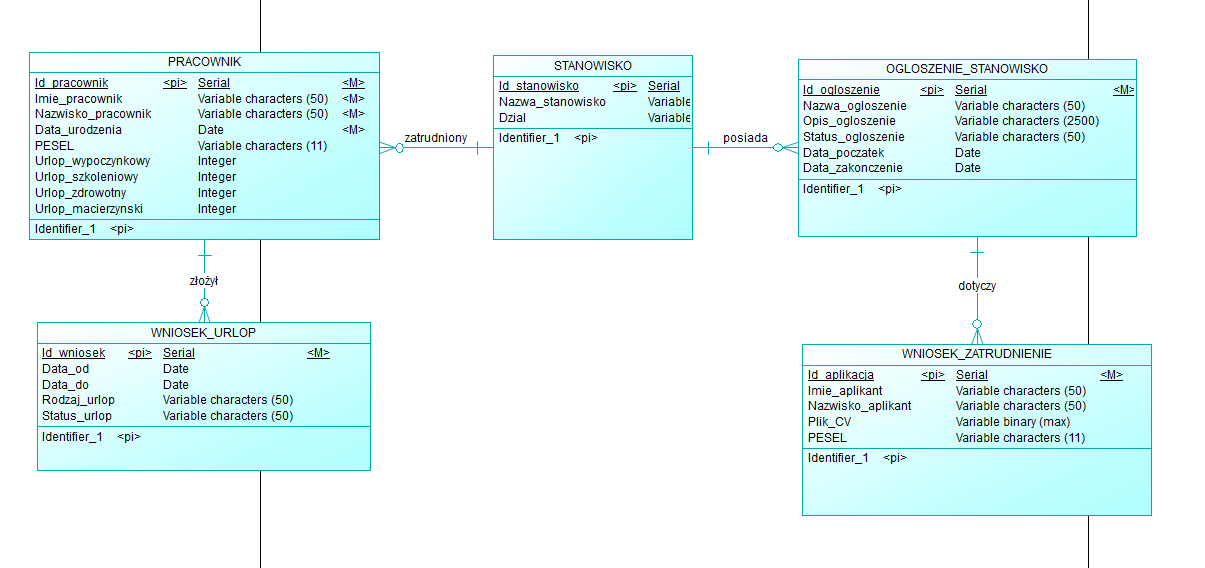 PRACOWNIK
Id_pracownik <pi> Serial <M>
Imie_pracownik Variable characters (50) <M>
Nazwisko_pracownik Variable characters (50) <M>
Data_urodzenia Date <M>
PESEL Variable characters (11)
Urlop_wypoczynkowy Integer
Urlop_szkoleniowy Integer
Urlop_zdrowotny Integer
Urlop_macierzynski Integer
Identifier_1 <pi>
zatrudniony
STANOWISKO
Id_stanowisko <pi> Serial
Nazwa_stanowisko Variable
Dzial Variable
Identifier_1 <pi>
posiada
OGLOSZENIE_STANOWISKO
Id_ogloszenie <pi> Serial <M>
Nazwa_ogloszenie Variable characters (50)
Opis_ogloszenie Variable characters (2500)
Status_ogloszenie Variable characters (50)
Data_poczatek Date
Data_zakonczenie Date
Identifier_1 <pi>
złożył
dotyczy
WNIOSEK_URLOP
Id_wniosek <pi> Serial <M>
Data_od Date
Data_do Date
Rodzaj_urlop Variable characters (50)
Status_urlop Variable characters (50)
Identifier_1 <pi>
WNIOSEK_ZATRUDNIENIE
Id_aplikacja <pi> Serial <M>
Imie_aplikant Variable characters (50)
Nazwisko_aplikant Variable characters (50)
Plik_CV Variable binary (max)
PESEL Variable characters (11)
Identifier_1 <pi>